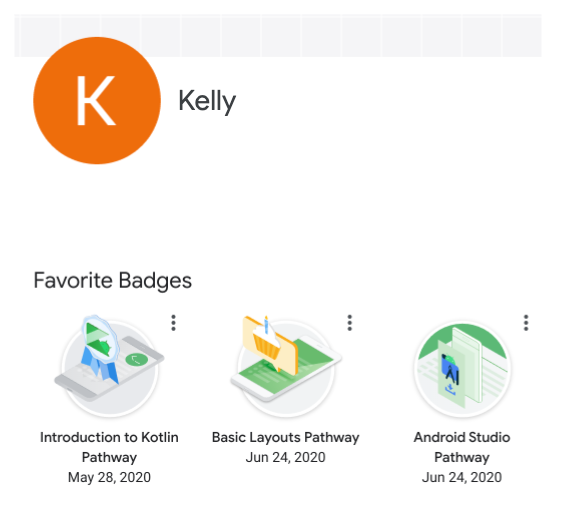 K
Kelly
Favorite Badges
Introduction to Kotlin
Pathway
May 28, 2020
Basic Layouts Pathway
Jun 24, 2020
Android Studio
Pathway
Jun 24, 2020